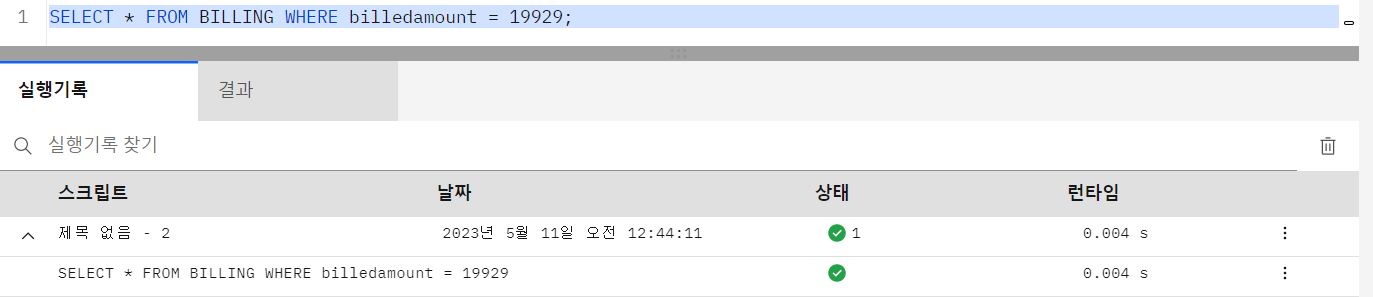 1 SELECT * FROM BILLING WHERE billedamount = 19929;
실행기록 결과
실행기록 찾기
스크립트 날짜 상태 런타임
제목 없음 - 2 2023년 5월 11일 오전 12:44:11 1 0.004 s
SELECT * FROM BILLING WHERE billedamount = 19929 0.004 s